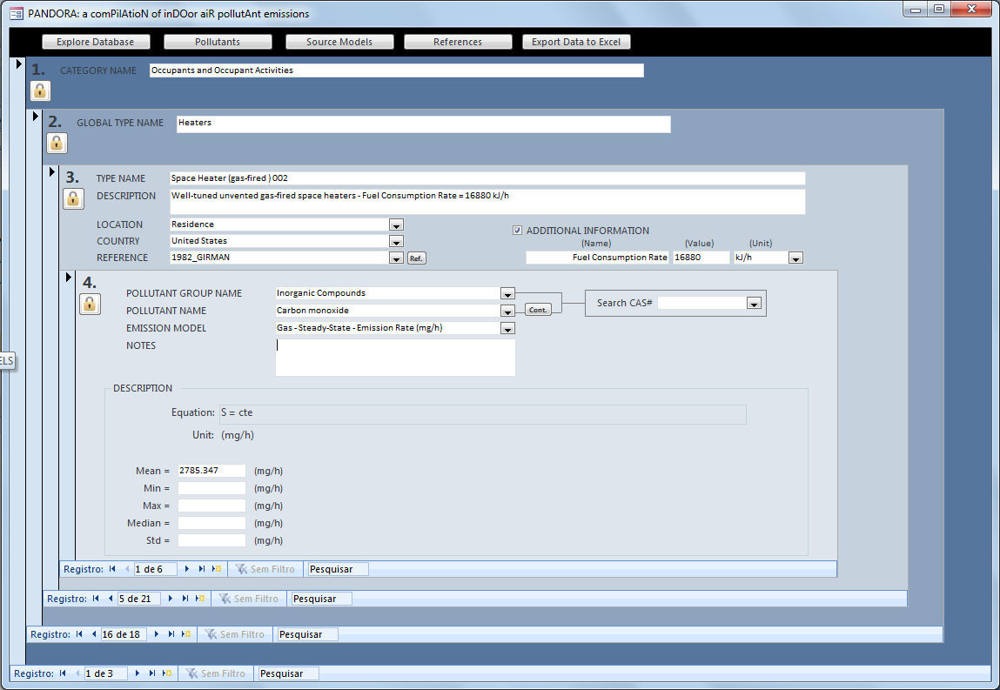 PANDORA: a comPilAtioN of inDOor aiR pollutAnt emissions
Explore Database Pollutants Source Models References Export Data to Excel
1. CATEGORY NAME Occupants and Occupant Activities
2. GLOBAL TYPE NAME Heaters
3. TYPE NAME Space Heater (gas-fired ) 002
DESCRIPTION Well-tuned unvented gas-fired space heaters - Fuel Consumption Rate = 16880 kJ/h
LOCATION Residence
ADDITIONAL INFORMATION
COUNTRY United States
(Name) (Value) (Unit)
REFERENCE 1982_GIRMAN Ref. Fuel Consumption Rate 16880 kJ/h
4.
POLLUTANT GROUP NAME Inorganic Compounds
Search CAS#
POLLUTANT NAME Carbon monoxide Cont.
EMISSION MODEL Gas - Steady-State - Emission Rate (mg/h)
NOTES
ELS
DESCRIPTION
Equation: S = cte
Unit: (mg/h)
Mean = 2785.347 (mg/h)
Min = (mg/h)
Max = (mg/h)
Median = (mg/h)
Std = (mg/h)
Registro: 1 de 6 Sem Filtro Pesquisar
Registro: 5 de 21 Sem Filtro Pesquisar
Registro: 16 de 18 Sem Filtro Pesquisar
Registro: 1 de 3 Sem Filtro Pesquisar